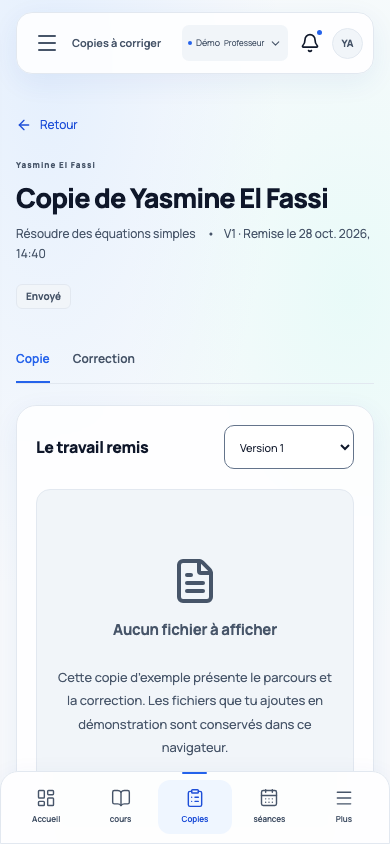 Copies à corriger
Démo Professeur
YA
Retour
Yasmine El Fassi
Copie de Yasmine El Fassi
Résoudre des équations simples • V1 · Remise le 28 oct. 2026,
14:40
Envoyé
Copie
Correction
Le travail remis
Version 1
Aucun fichier à afficher
Cette copie d'exemple présente le parcours et
la correction. Les fichiers que tu ajoutes en
démonstration sont conservés dans ce
navigateur.
Accueil
cours
Copies
séances
Plus